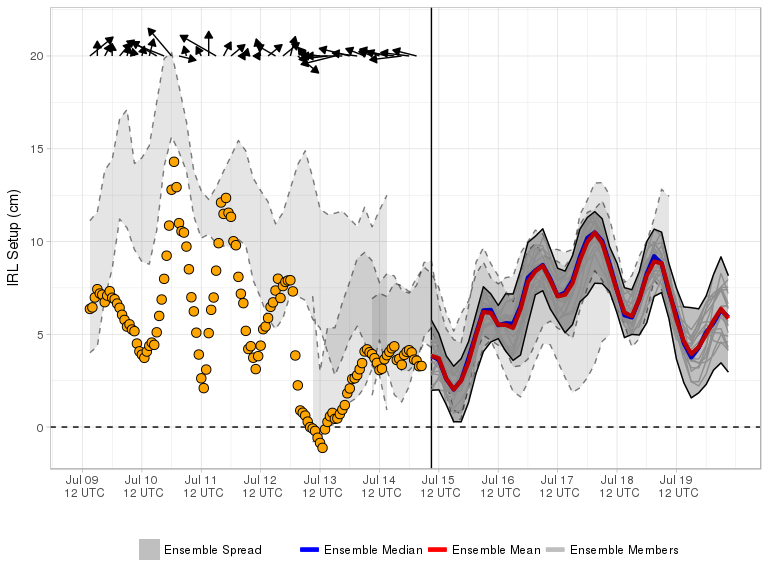 IRL Setup (cm)
20
15
10
5
0
Jul 09 Jul 10 Jul 11 Jul 12 Jul 13 Jul 14 Jul 15 Jul 16 Jul 17 Jul 18 Jul 19
12 UTC 12 UTC 12 UTC 12 UTC 12 UTC 12 UTC 12 UTC 12 UTC 12 UTC 12 UTC 12 UTC
Ensemble Spread Ensemble Median Ensemble Mean Ensemble Members